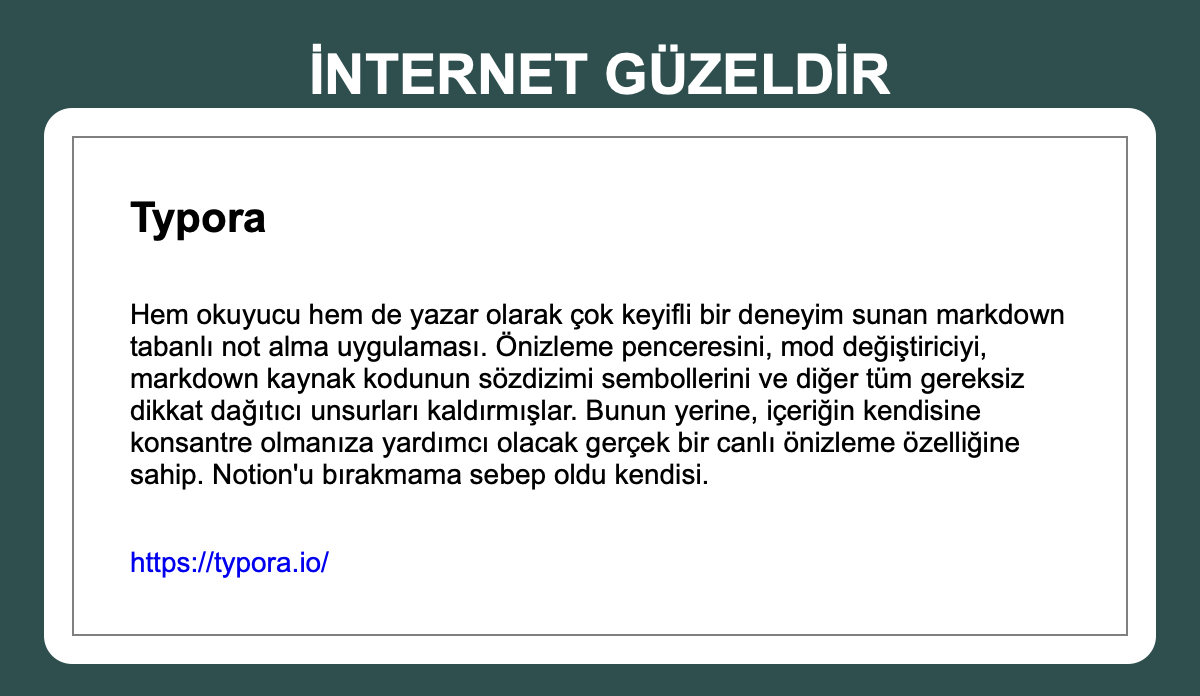 İNTERNET GÜZELDİR
Typora
Hem okuyucu hem de yazar olarak çok keyifli bir deneyim sunan markdown
tabanlı not alma uygulaması. Önizleme penceresini, mod değiştiriciyi,
markdown kaynak kodunun sözdizimi sembollerini ve diğer tüm gereksiz
dikkat dağıtıcı unsurları kaldırmışlar. Bunun yerine, içeriğin kendisine
konsantre olmanıza yardımcı olacak gerçek bir canlı önizleme özelliğine
sahip. Notion'u bırakmama sebep oldu kendisi.
https://typora.io/